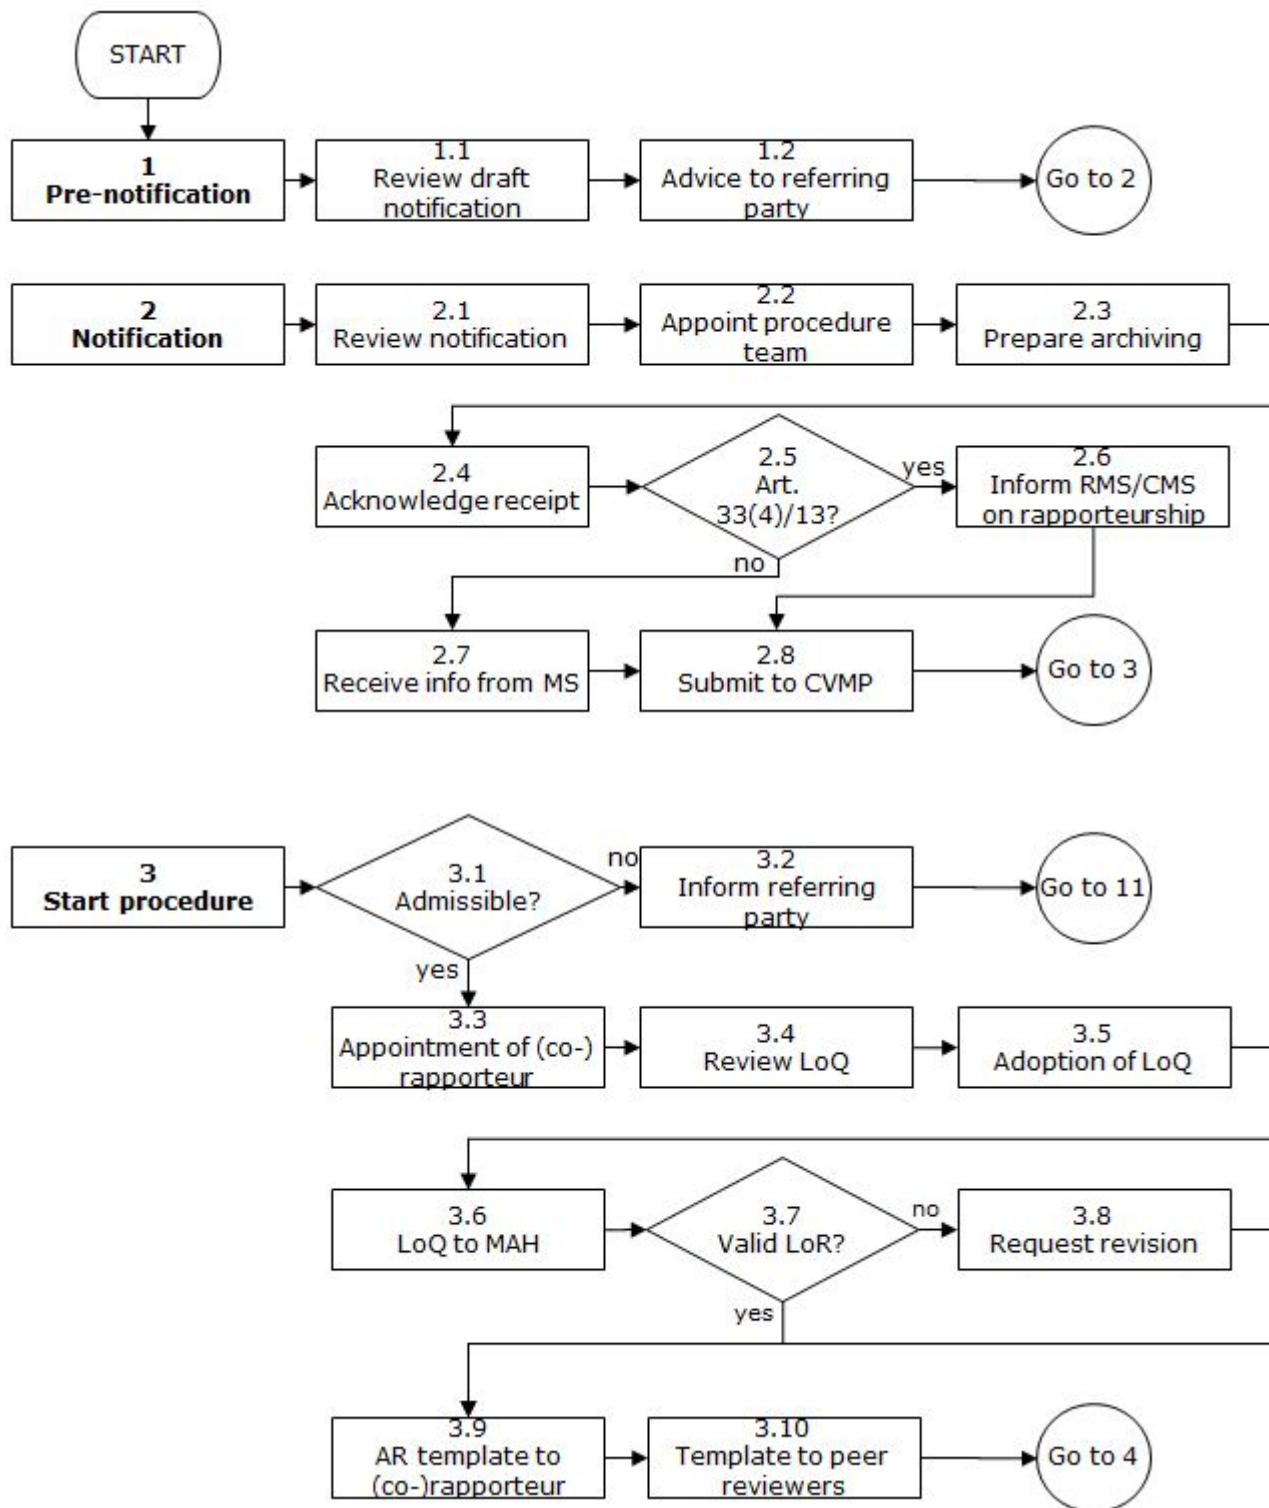 START
1
Pre-notification
1.1
Review draft
notification
1.2
Advice to referring
party
Go to 2
2
Notification
2.1
Review notification
2.2
Appoint procedure
team
2.3
Prepare archiving
2.4
Acknowledge receipt
2.5
Art.
33(4)/13?
yes
no
2.6
Inform RMS/CMS
on rapporteurship
2.7
Receive info from MS
2.8
Submit to CVMP
Go to 3
3
Start procedure
3.1
Admissible?
no
yes
3.2
Inform referring
party
Go to 11
3.3
Appointment of (co-)
rapporteur
3.4
Review LoQ
3.5
Adoption of LoQ
3.6
LoQ to MAH
3.7
Valid LoR?
no
yes
3.8
Request revision
3.9
AR template to
(co-)rapporteur
3.10
Template to peer
reviewers
Go to 4